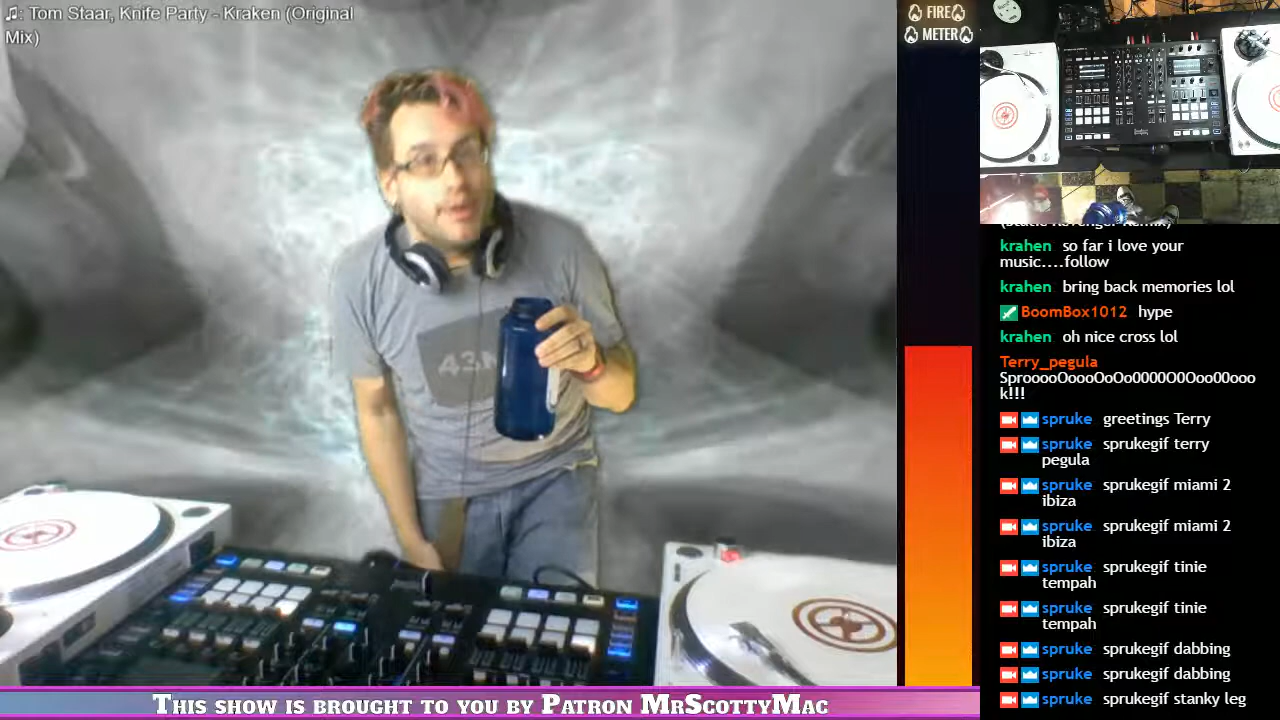 ♫: Tom Staar, Knife Party - Kraken (Original
Mix)
FIRE
METER
krahen so far i love your
music....follow
krahen bring back memories lol
BoomBox1012 hype
krahen oh nice cross lol
Terry_pegula
spruke greetings Terry
spruke sprukegif terry
pegula
spruke sprukegif miami 2
ibiza
spruke sprukegif miami 2
ibiza
spruke sprukegif tinie
tempah
spruke sprukegif tinie
tempah
spruke sprukegif dabbing
spruke sprukegif dabbing
spruke sprukegif stanky leg
THIS SHOW IS BROUGHT TO YOU BY PATRON MRSCOTTYMAC